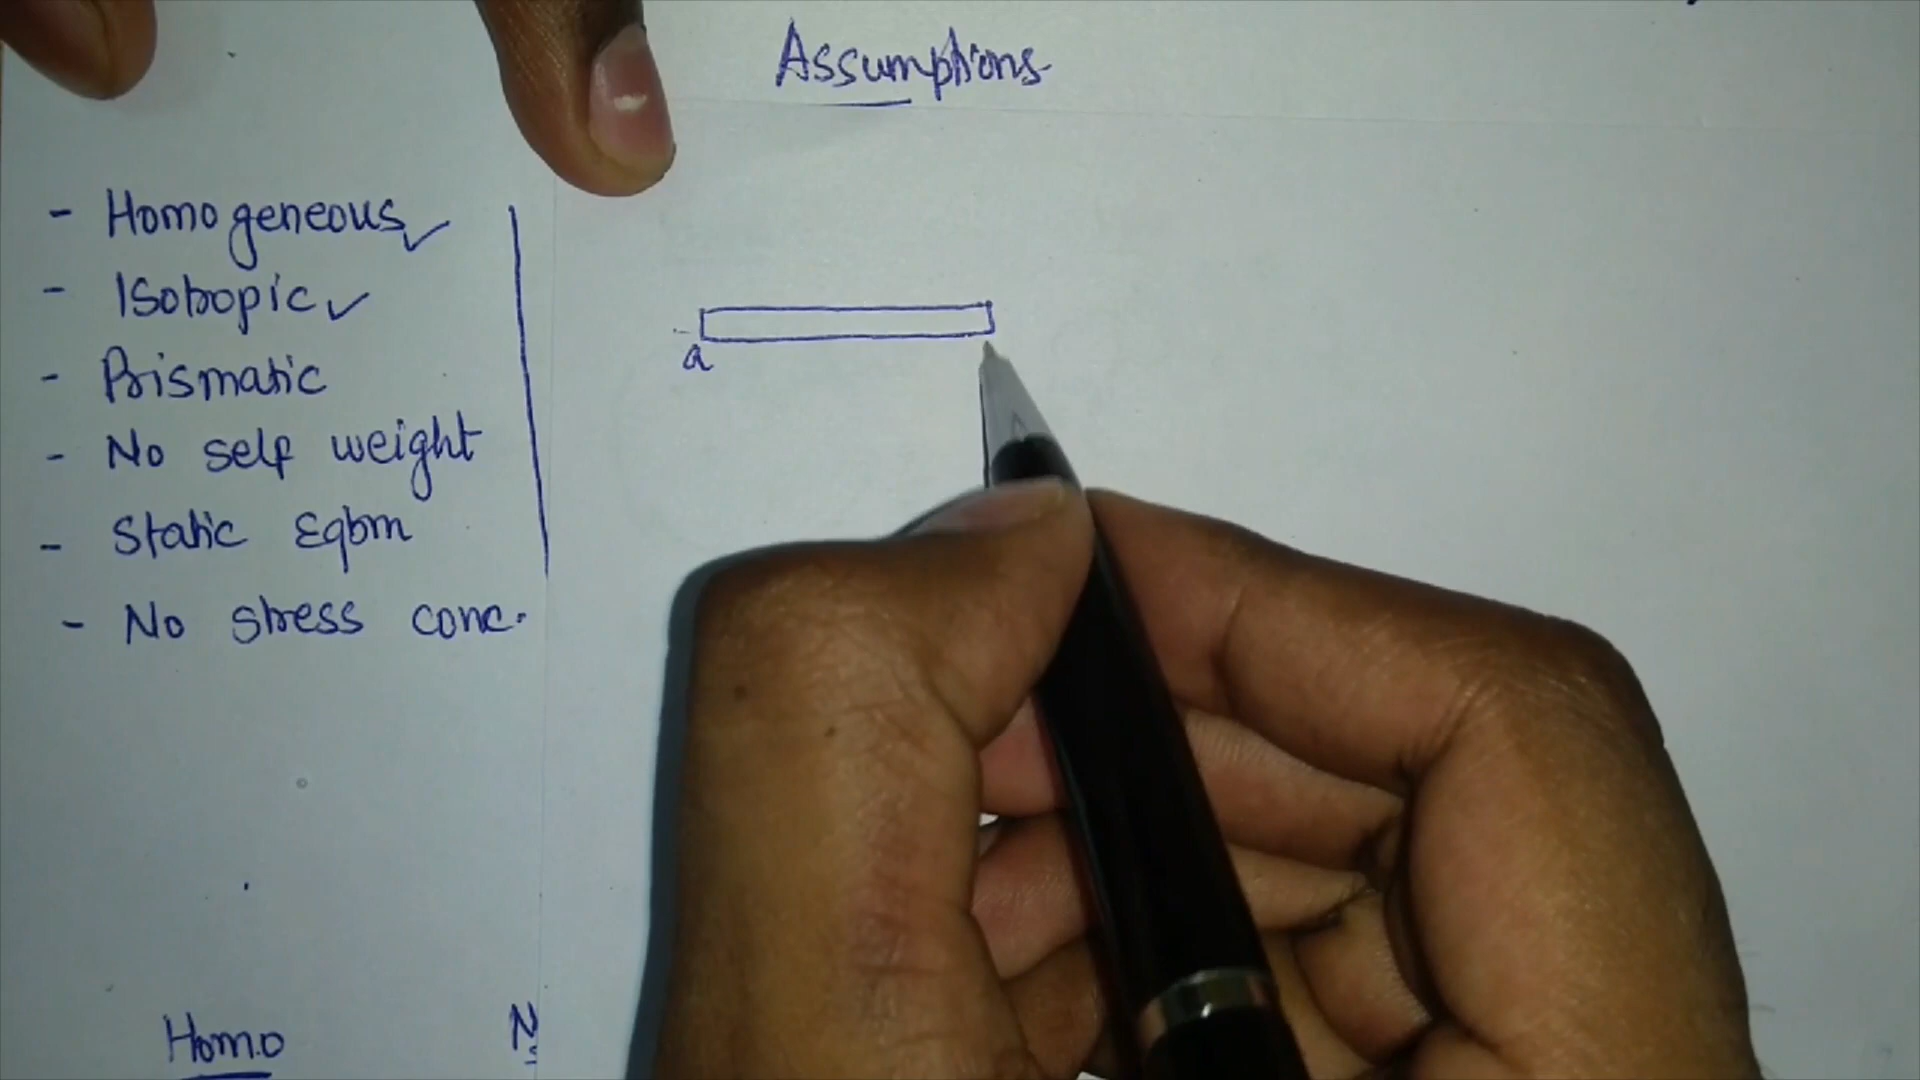 Assumptions
- Homogeneous ✓
- Isotropic ✓
- Prismatic
- No self weight
- Static Eqbm
- No stress conc.
a
Homo
N